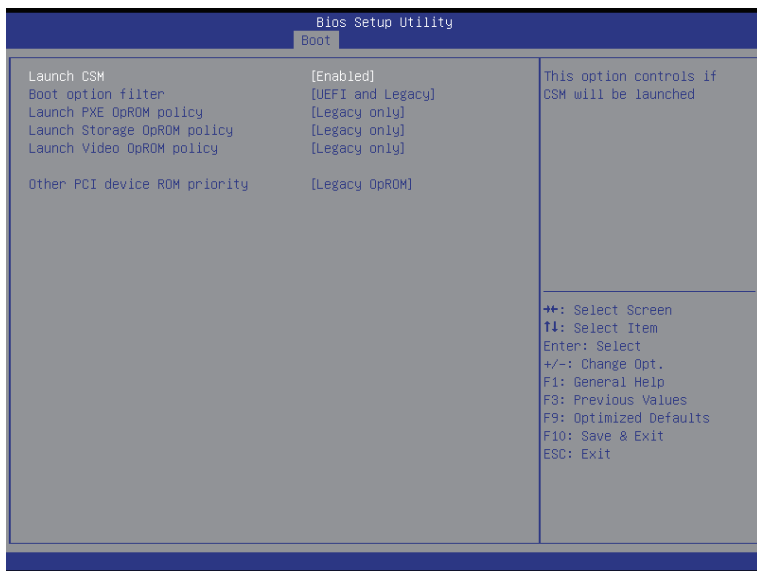 Bios Setup Utility
Boot
Launch CSM [Enabled]
Boot option filter [UEFI and Legacy]
Launch PXE OpROM policy [Legacy only]
Launch Storage OpROM policy [Legacy only]
Launch Video OpROM policy [Legacy only]
Other PCI device ROM priority [Legacy OpROM]
This option controls if
CSM will be launched
→←: Select Screen
↑↓: Select Item
Enter: Select
+/-: Change Opt.
F1: General Help
F3: Previous Values
F9: Optimized Defaults
F10: Save & Exit
ESC: Exit